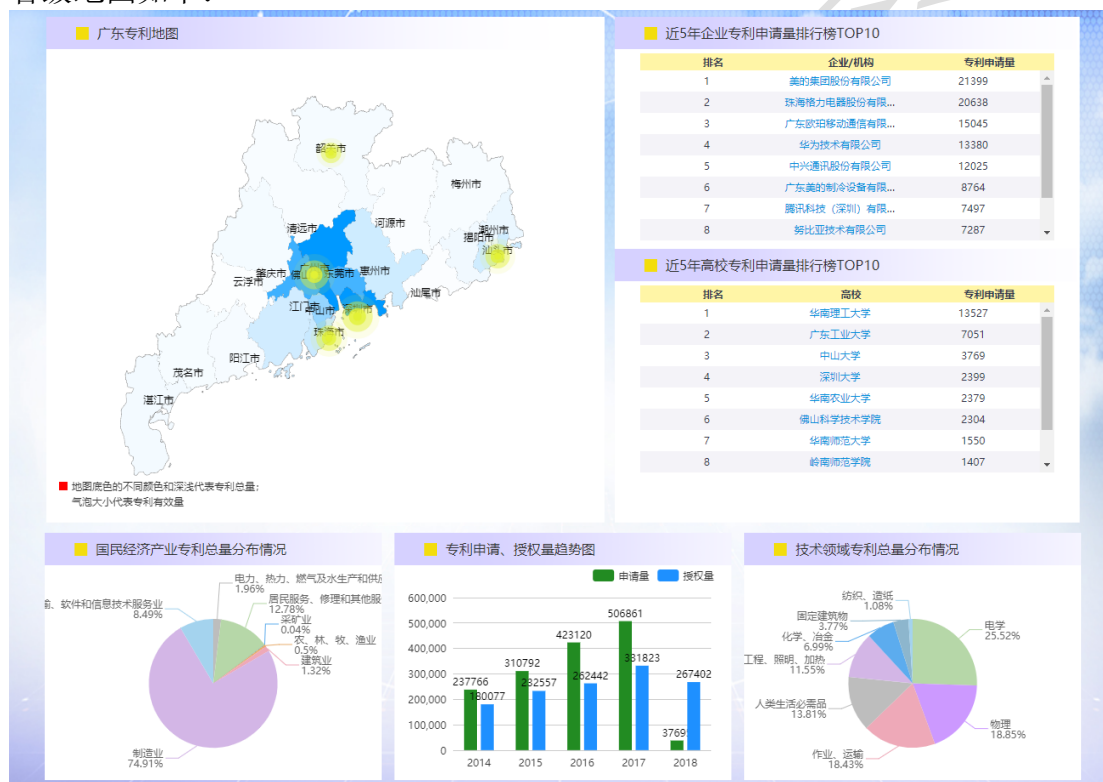 广东专利地图
韶关市
梅州市
清远市
河源市
潮州市
揭阳市
汕头市
肇庆市
东莞市
惠州市
云浮市
汕尾市
江门市
中山市
珠海市
阳江市
茂名市
湛江市
地图底色的不同颜色和深浅代表专利总量；
气泡大小代表专利有效量
近5年企业专利申请量排行榜TOP10
排名 企业/机构 专利申请量
1 美的集团股份有限公司 21399
2 珠海格力电器股份有限... 20638
3 广东欧珀移动通信有限... 15045
4 华为技术有限公司 13380
5 中兴通讯股份有限公司 12025
6 广东美的制冷设备有限... 8764
7 腾讯科技（深圳）有限... 7497
8 努比亚技术有限公司 7287
近5年高校专利申请量排行榜TOP10
排名 高校 专利申请量
1 华南理工大学 13527
2 广东工业大学 7051
3 中山大学 3769
4 深圳大学 2399
5 华南农业大学 2379
6 佛山科学技术学院 2304
7 华南师范大学 1550
8 岭南师范学院 1407
国民经济产业专利总量分布情况
电力、热力、燃气及水生产和供
1.96%
居民服务、修理和其他服
12.78%
采矿业
0.04%
农、林、牧、渔业
0.5%
建筑业
1.32%
、软件和信息技术服务业
8.49%
制造业
74.91%
专利申请、授权量趋势图
申请量 授权量
600,000
500,000
400,000
300,000
200,000
100,000
0
237766
180077
310792
232557
423120
262442
506861
331823
3769
267402
2014 2015 2016 2017 2018
技术领域专利总量分布情况
纺织、造纸
1.08%
固定建筑物
3.77%
化学、冶金
6.99%
工程、照明、加热
11.55%
人类生活必需品
13.81%
作业、运输
18.43%
物理
18.85%
电学
25.52%